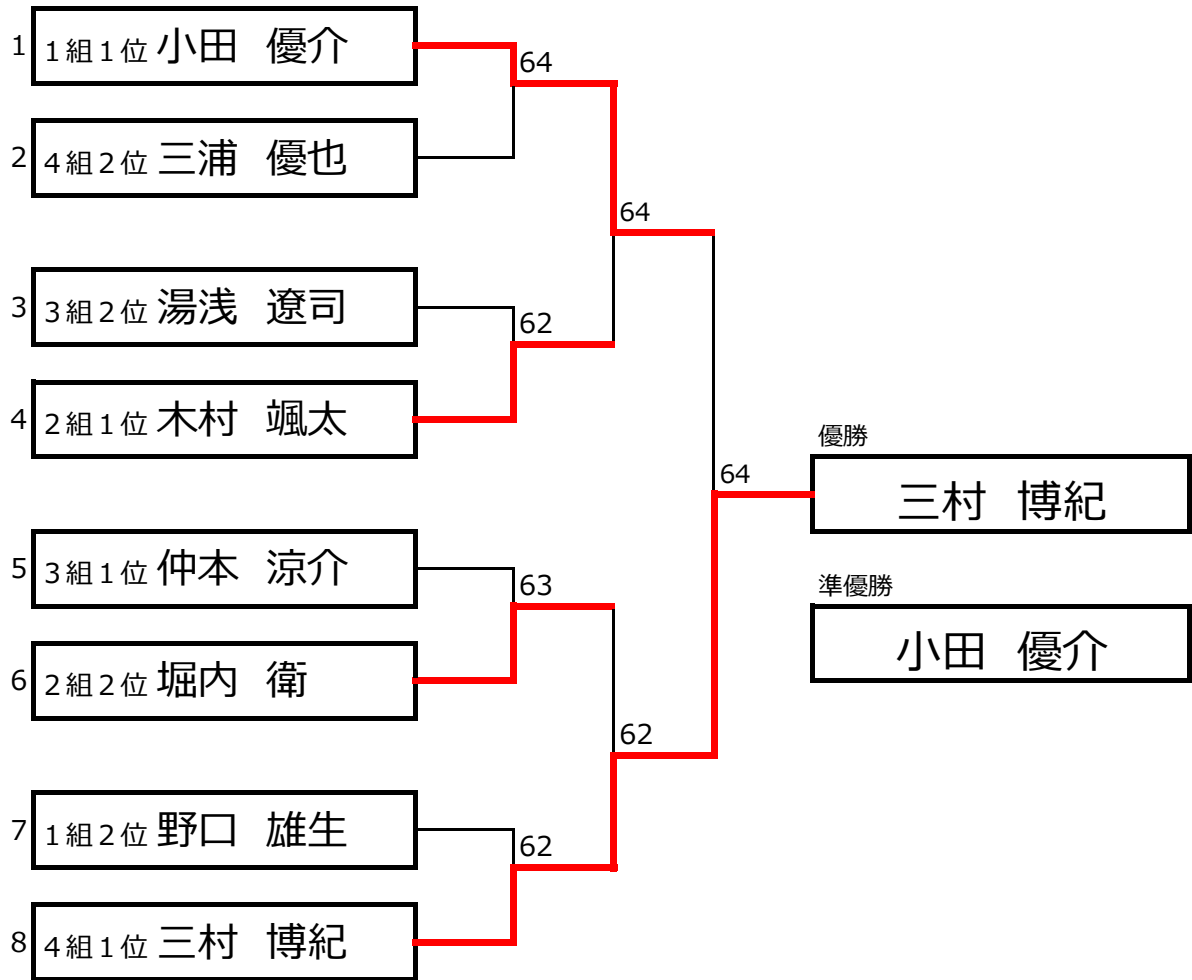 1 1組1位 小田 優介
64
2 4組2位 三浦 優也
64
3 3組2位 湯浅 遼司
62
4 2組1位 木村 颯太
優勝
64
三村 博紀
5 3組1位 仲本 涼介
63
準優勝
小田 優介
6 2組2位 堀内 衛
62
7 1組2位 野口 雄生
62
8 4組1位 三村 博紀